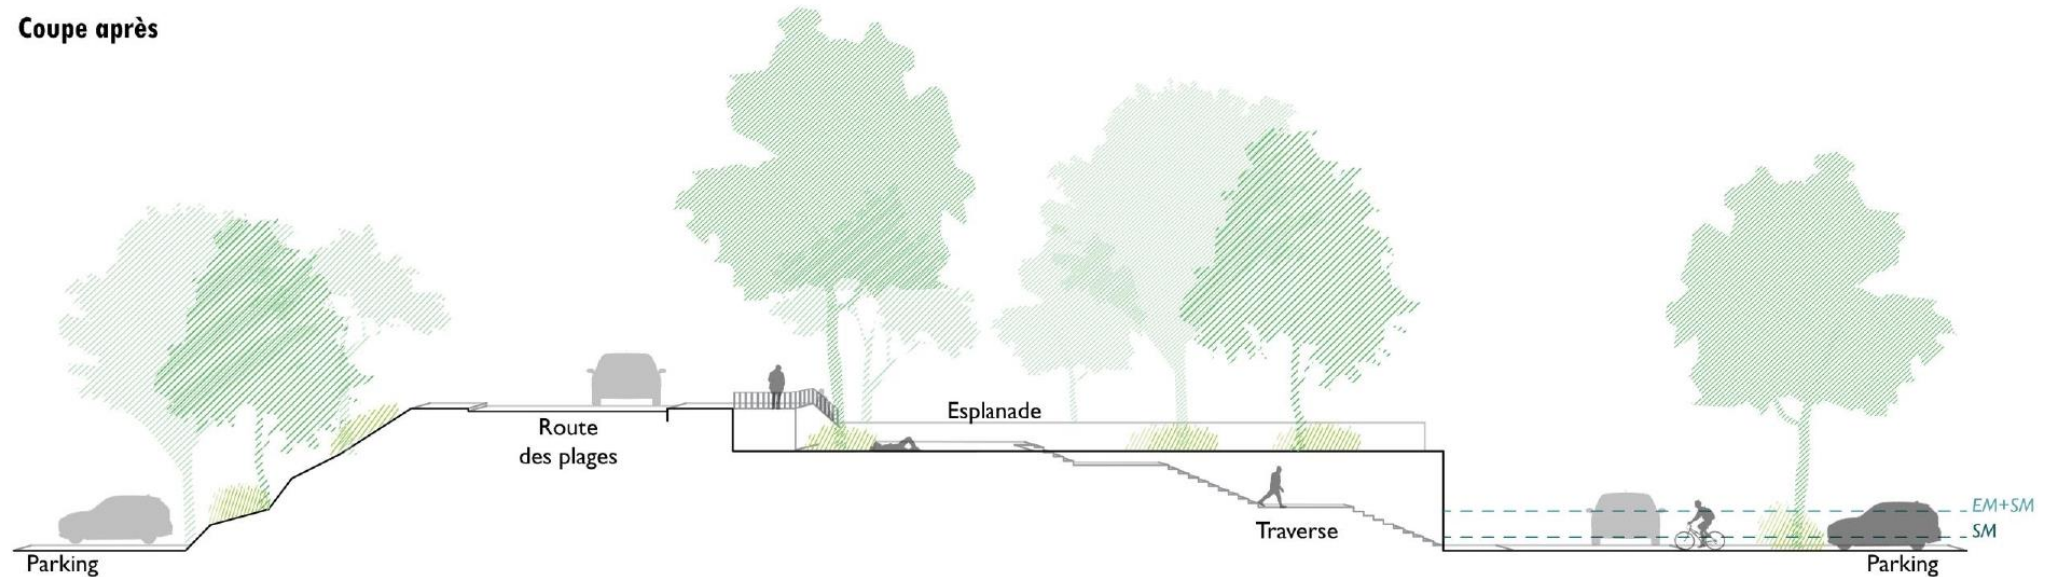 Coupe après
Esplanade
Route
des plages
EM+SM
Traverse
SM
Parking
Parking